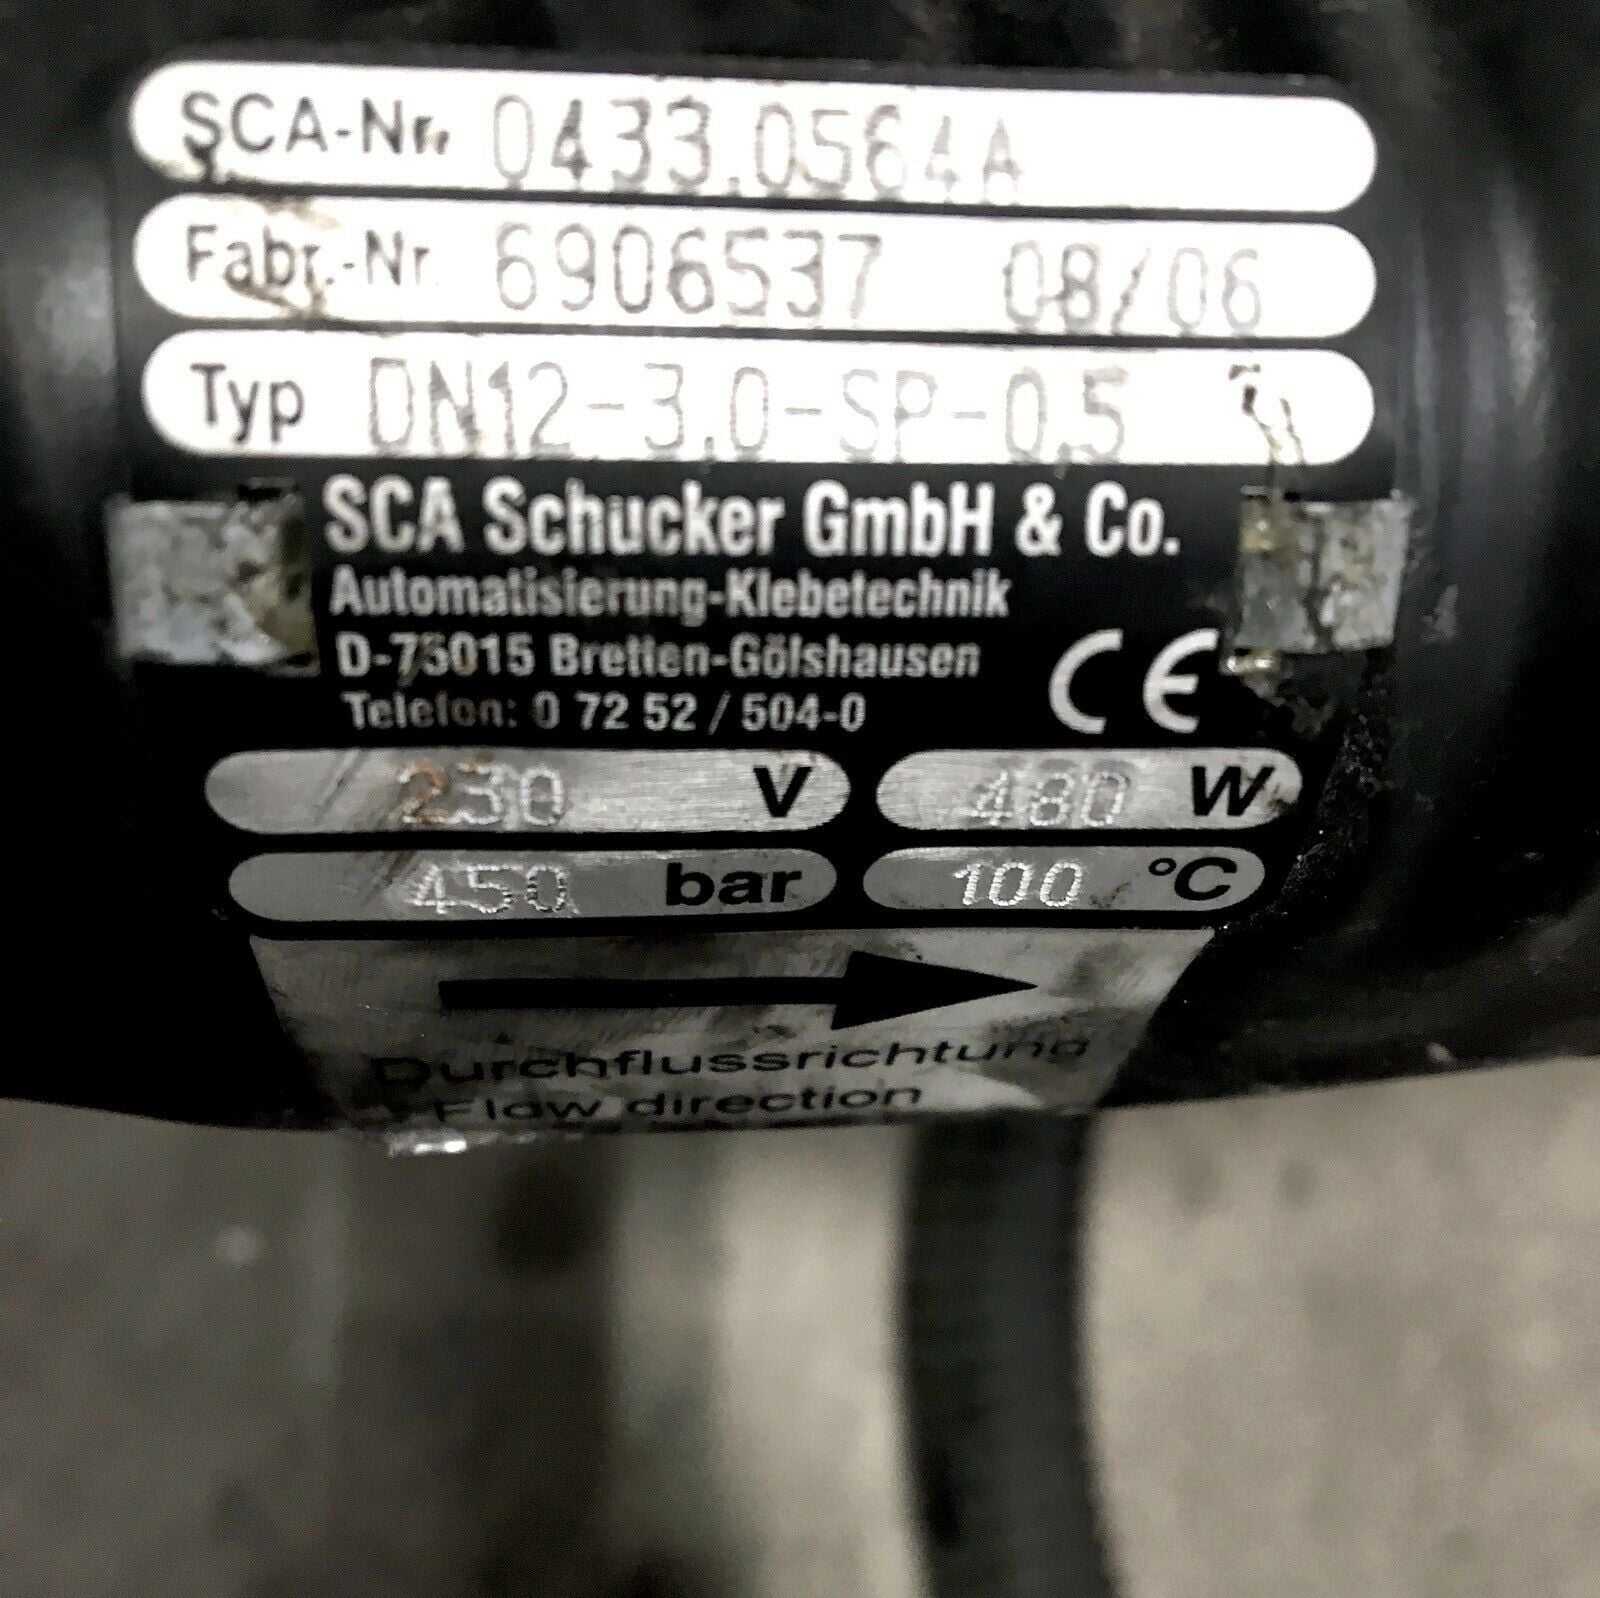 SCA-Nr. 0433.0564A
Fabr.-Nr. 6906537 08/06
Typ DN12-3.0-SP-0.5
SCA Schucker GmbH & Co.
Automatisierung-Klebetechnik
D-75015 Bretten-Gölshausen
Telefon: 0 72 52 / 504-0
CE
230 V 480 W
450 bar 100 °C
Durchflussrichtung
Flow direction